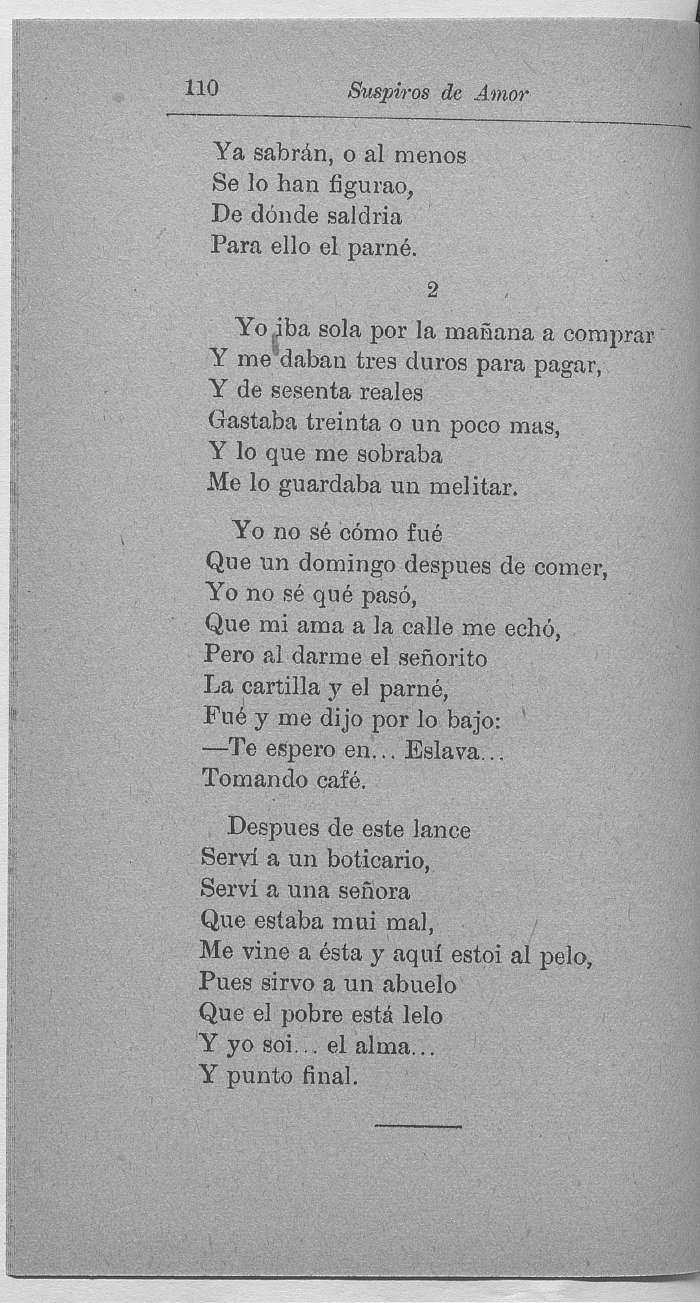 110 Suspiros de Amor
Ya sabrán, o al menos
Se lo han figurao,
De dónde saldria
Para ello el parné.
2
Yo iba sola por la mañana a comprar
Y me daban tres duros para pagar,
Y de sesenta reales
Gastaba treinta o un poco mas,
Y lo que me sobraba
Me lo guardaba un melitar.
Yo no sé cómo fué
Que un domingo despues de comer,
Yo no sé qué pasó,
Que mi ama a la calle me echó,
Pero al darme el señorito
La cartilla y el parné,
Fué y me dijo por lo bajo:
—Te espero en... Eslava...
Tomando café.
Despues de este lance
Serví a un boticario,
Serví a una señora
Que estaba mui mal,
Me vine a ésta y aquí estoi al pelo,
Pues sirvo a un abuelo
Que el pobre está lelo
Y yo soi... el alma...
Y punto final.